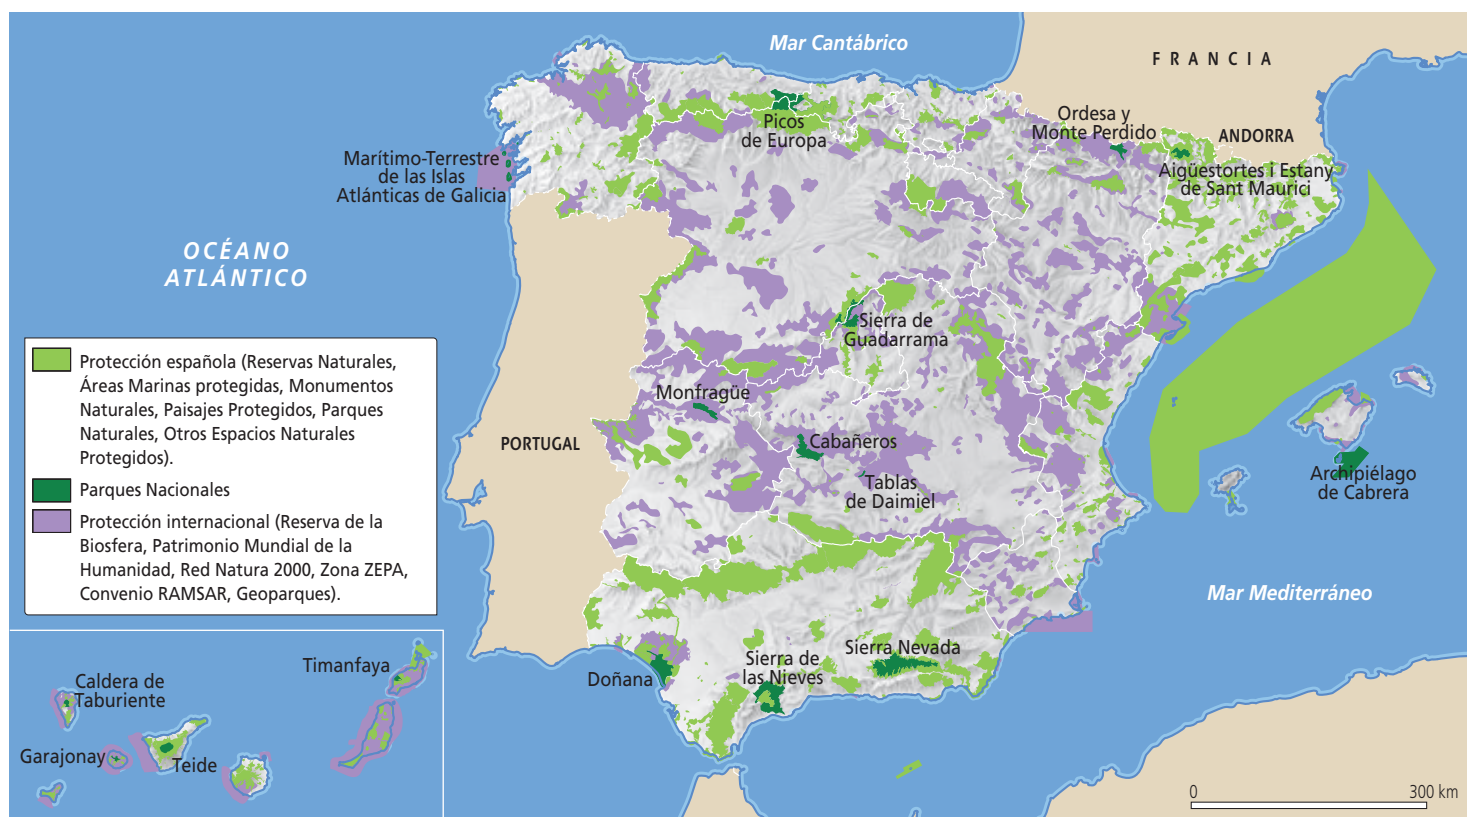 Mar Cantábrico
FRANCIA
Ordesa y
Monte Perdido
ANDORRA
Picos
de Europa
Marítimo-Terrestre
de las Islas
Atlánticas de Galicia
Aigüestortes i Estany
de Sant Maurici
OCÉANO
ATLÁNTICO
Sierra de
Guadarrama
Protección española (Reservas Naturales,
Áreas Marinas protegidas, Monumentos
Naturales, Paisajes Protegidos, Parques
Naturales, Otros Espacios Naturales
Protegidos).
Parques Nacionales
Protección internacional (Reserva de la
Biosfera, Patrimonio Mundial de la
Humanidad, Red Natura 2000, Zona ZEPA,
Convenio RAMSAR, Geoparques).
Monfragüe
PORTUGAL
Cabañeros
Tablas
de Daimiel
Archipiélago
de Cabrera
Mar Mediterráneo
Doñana
Sierra de
las Nieves
Sierra Nevada
Timanfaya
Caldera de
Taburiente
Garajonay
Teide
0 300 km